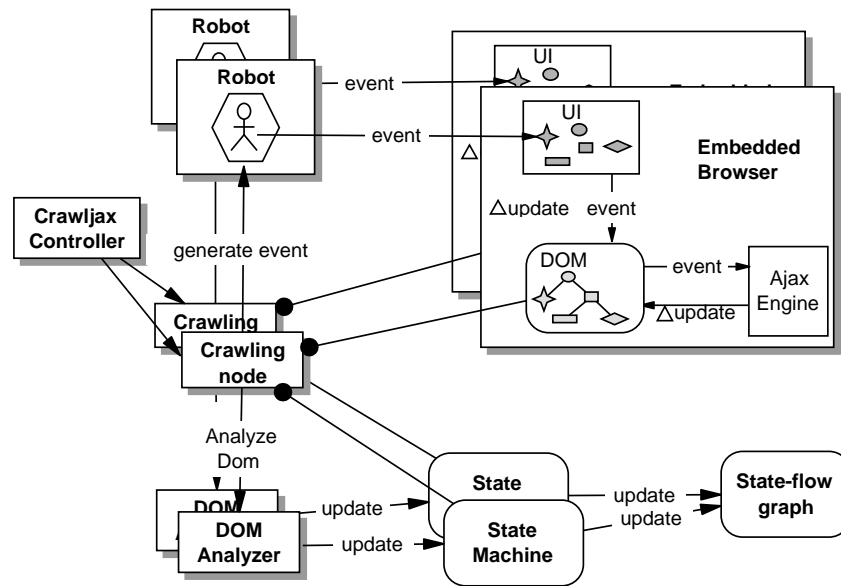 Robot
Robot
event
event
UI
UI
Embedded
Browser
△
△update
event
Crawljax
Controller
generate event
DOM
event
Ajax
Engine
△update
Crawling
Crawling
node
Analyze
Dom
State
State
Machine
update
update
update
update
State-flow
graph
DOM
DOM
Analyzer